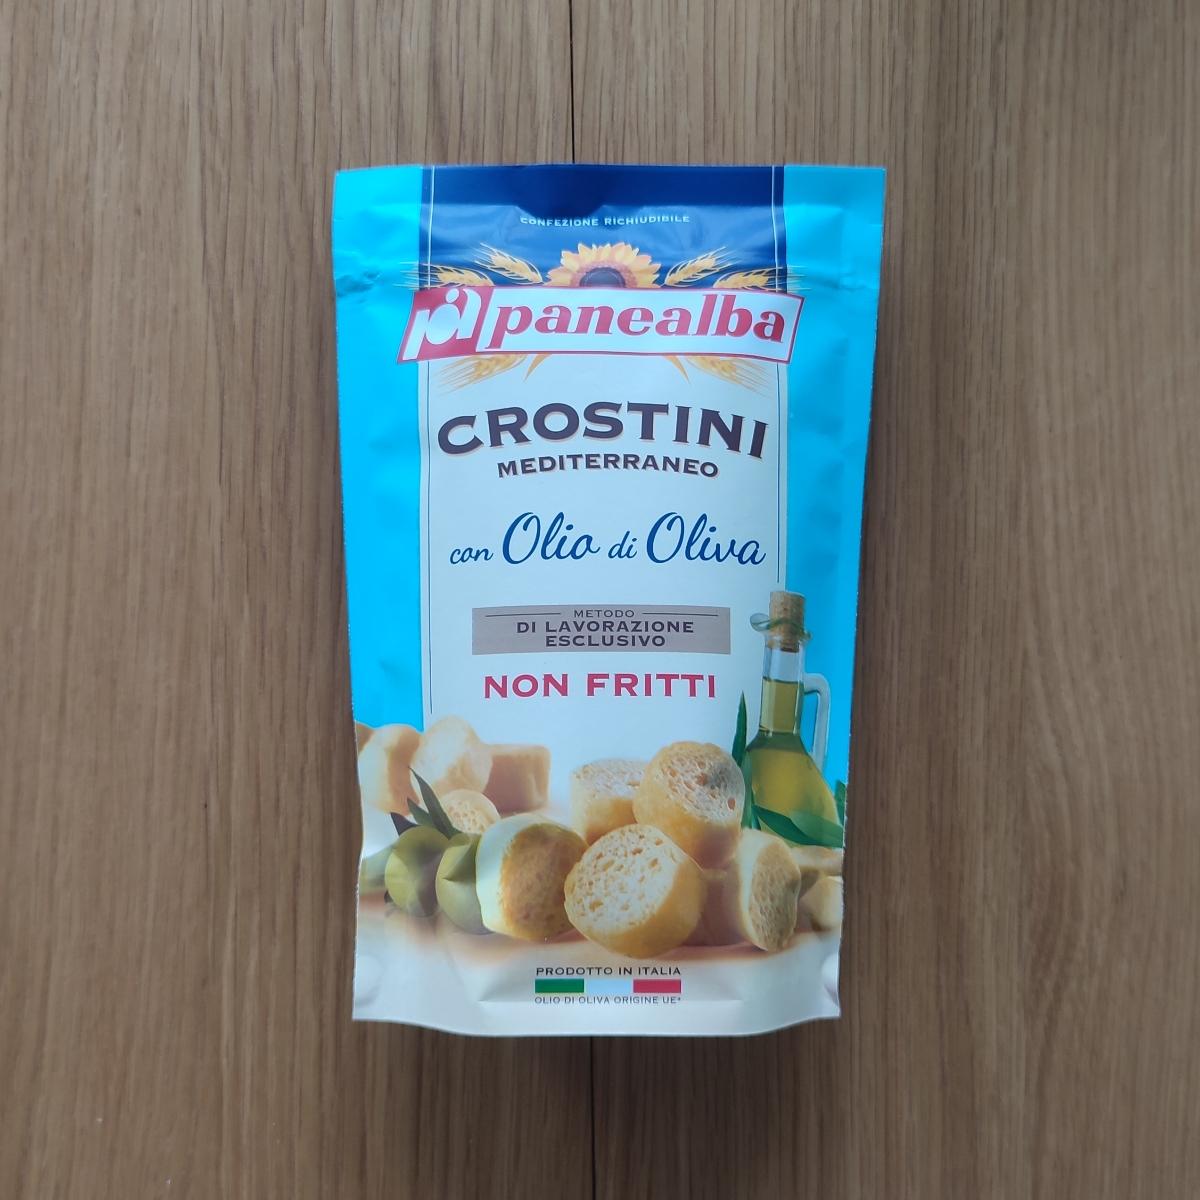 CONFEZIONE RICHIUDIBILE
pa panealba
CROSTINI
MEDITERRANEO
con Olio di Oliva
METODO
DI LAVORAZIONE
ESCLUSIVO
NON FRITTI
PRODOTTO IN ITALIA
OLIO DI OLIVA ORIGINE UE*